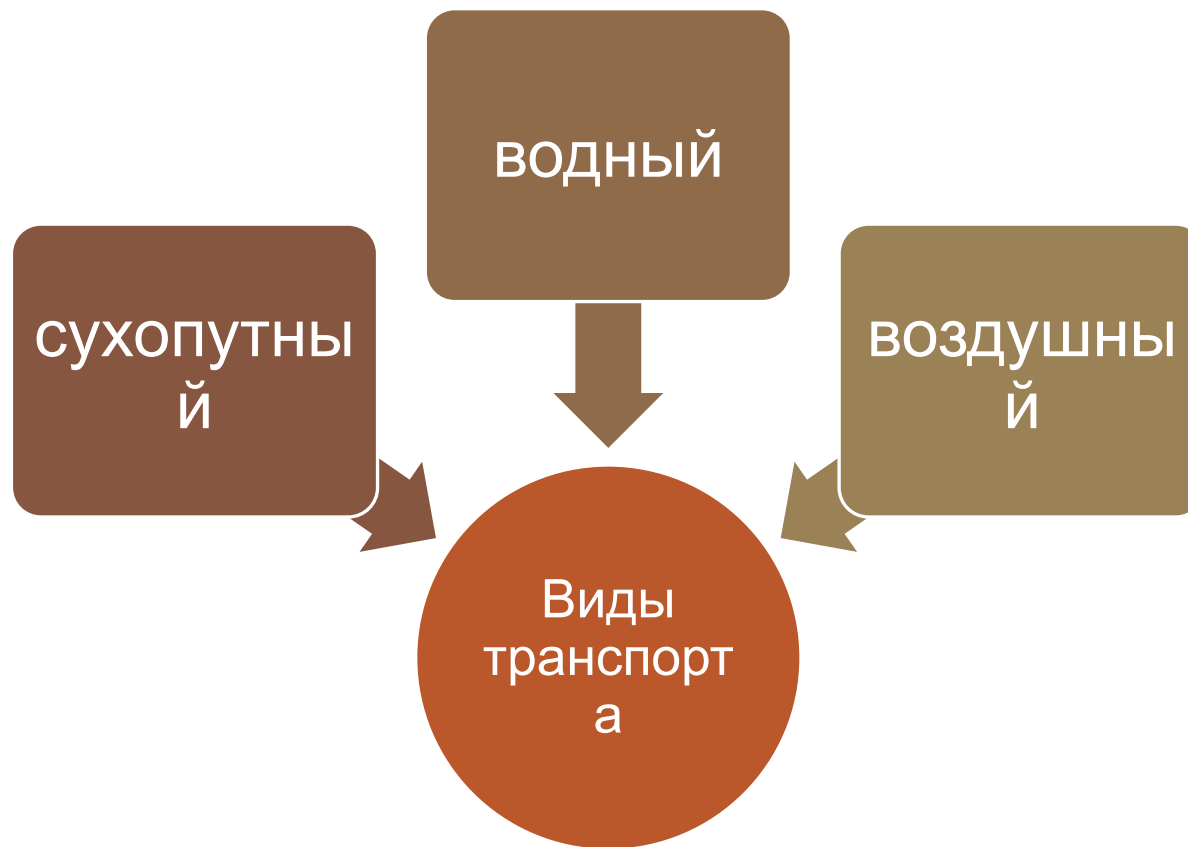 водный
сухопутны
й
воздушны
й
Виды
транспорт
а